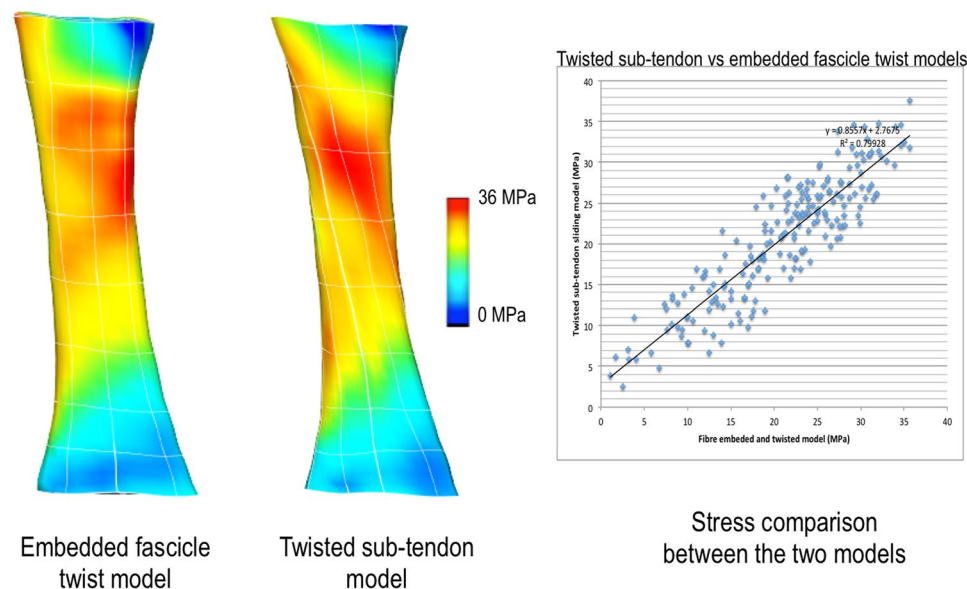 Twisted sub-tendon vs embedded fascicle twist models
40
35
30
25
20
15
10
5
0
0 5 10 15 20 25 30 35 40
y = 0.8557x + 2.7675
R² = 0.79928
Twisted sub-tendon sliding model (MPa)
Fibre embeded and twisted model (MPa)
36 MPa
0 MPa
Embedded fascicle
twist model
Twisted sub-tendon
model
Stress comparison
between the two models